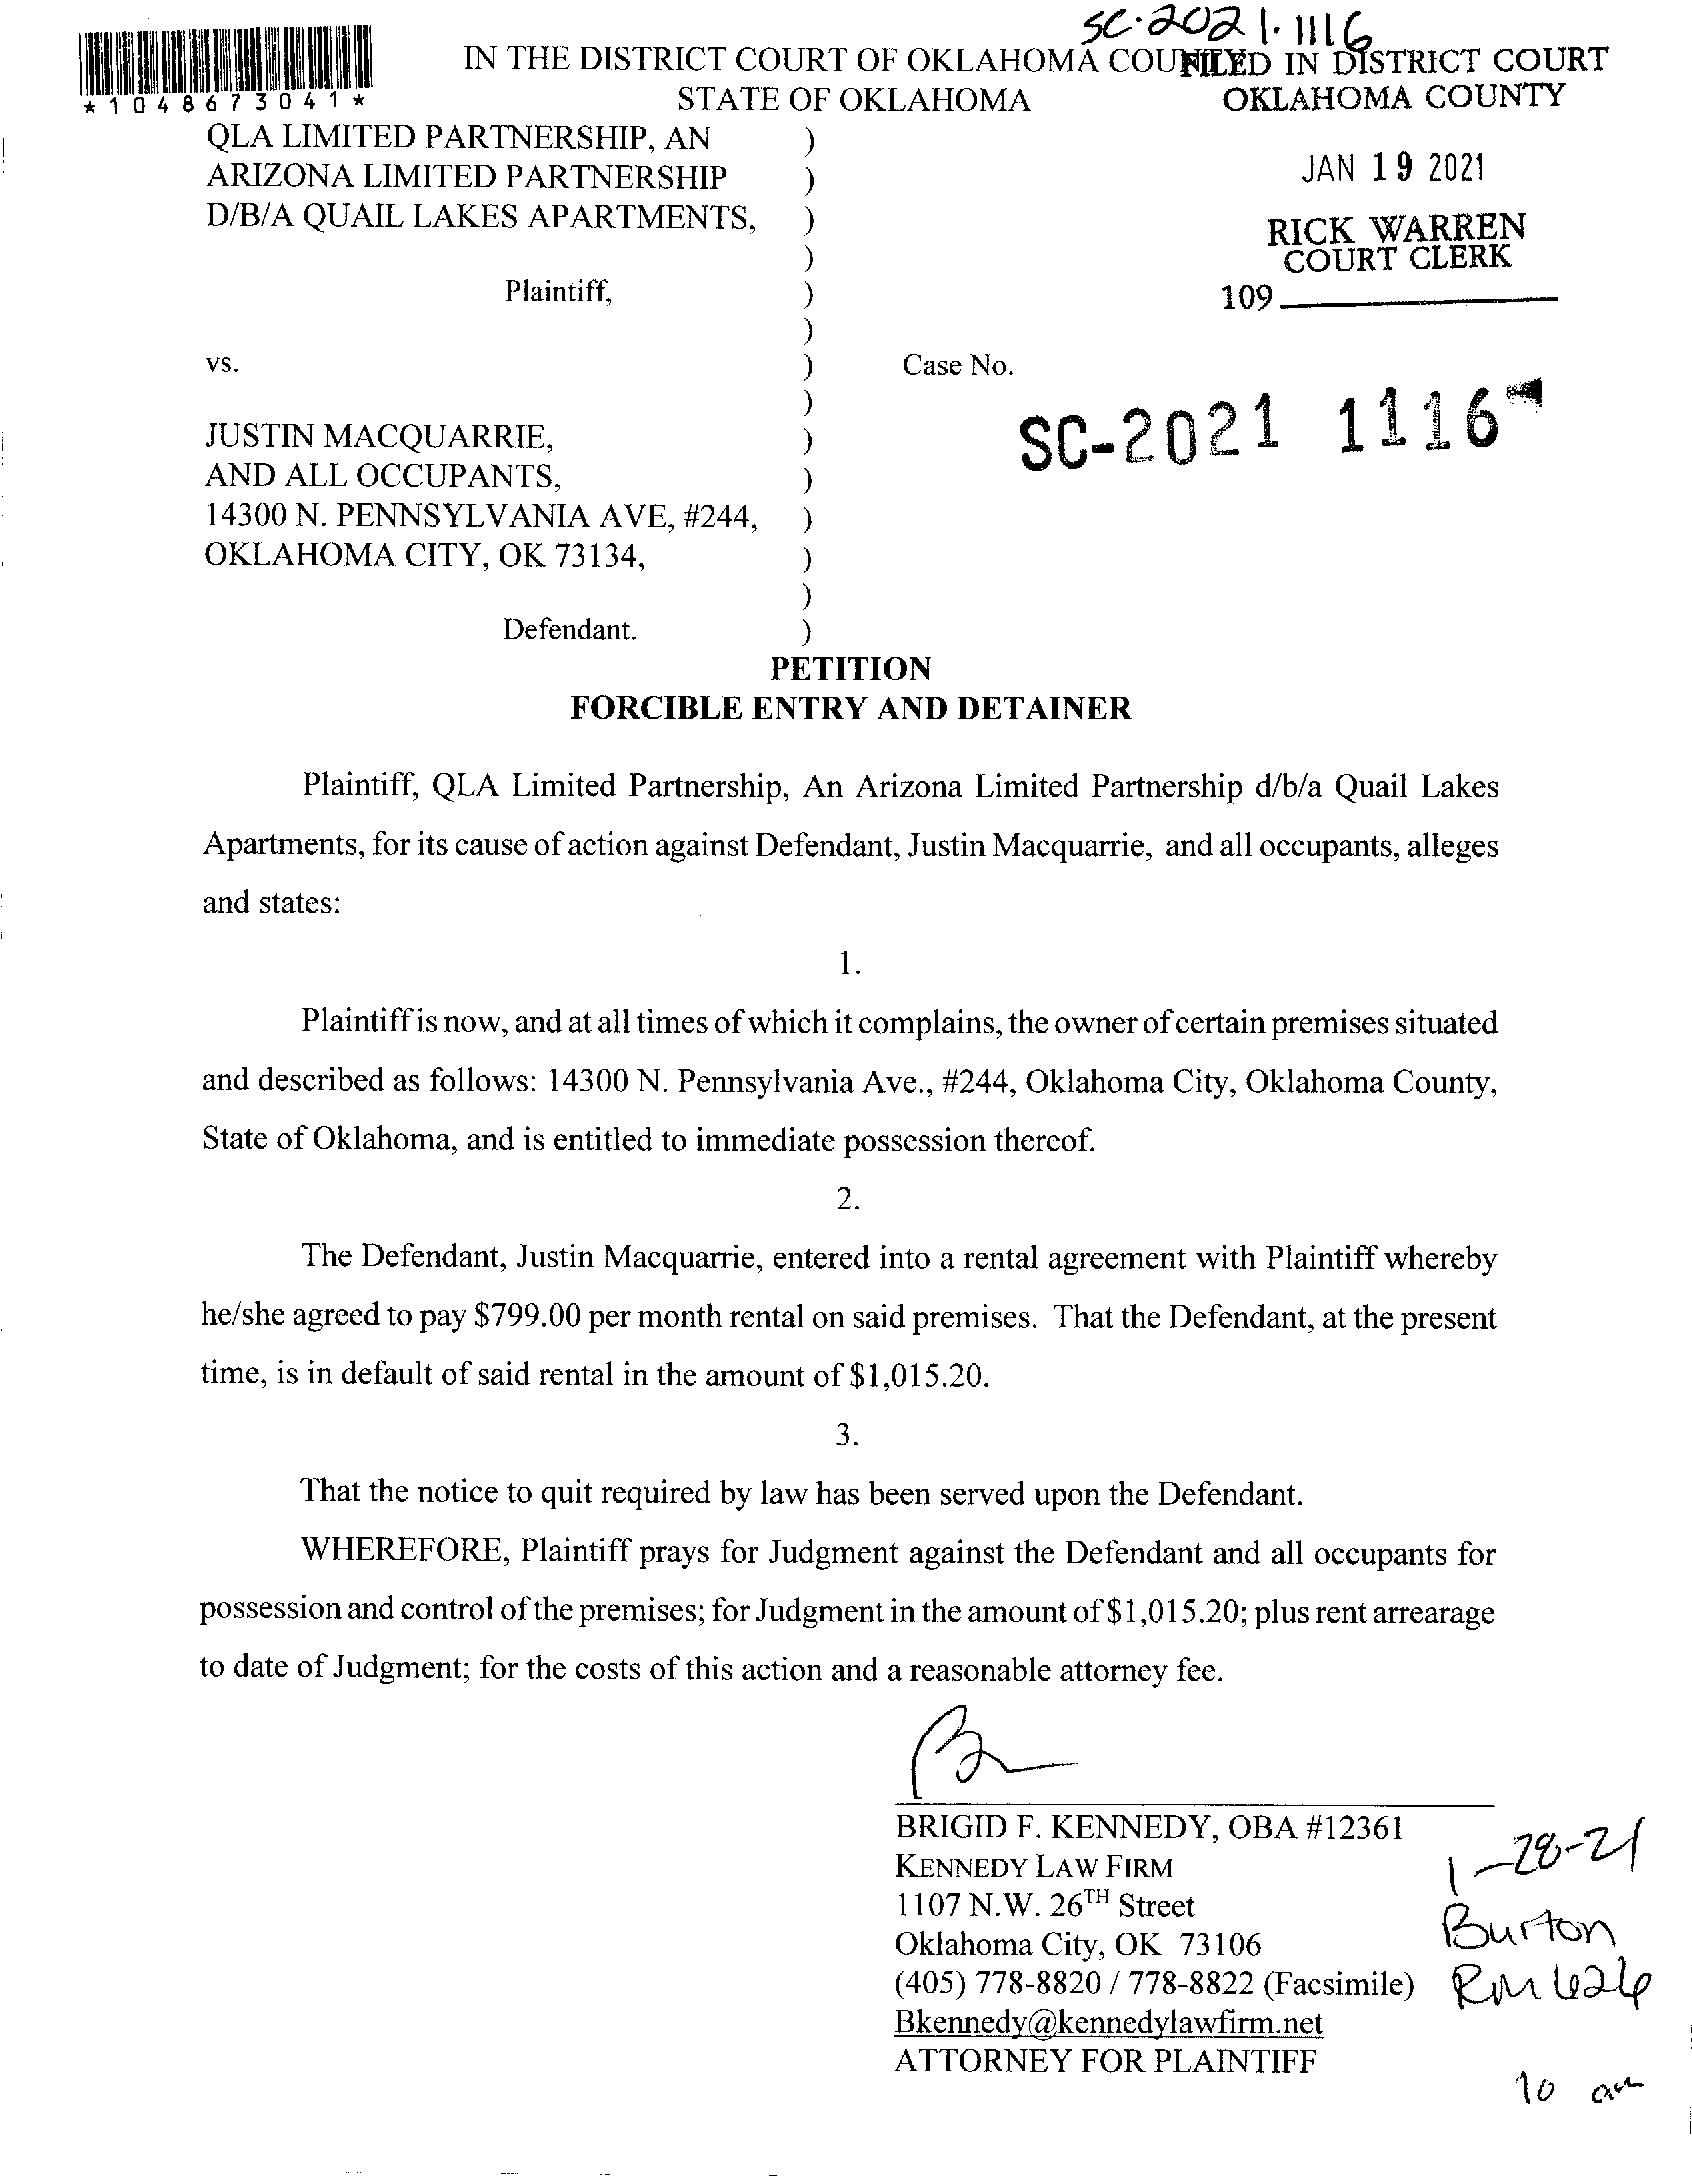 SC-2021-1116
IN THE DISTRICT COURT OF OKLAHOMA COUNTY
STATE OF OKLAHOMA
FILED IN DISTRICT COURT
OKLAHOMA COUNTY
JAN 19 2021
RICK WARREN
COURT CLERK
109
*1048673041*
QLA LIMITED PARTNERSHIP, AN )
ARIZONA LIMITED PARTNERSHIP )
D/B/A QUAIL LAKES APARTMENTS, )
)
Plaintiff, )
)
vs. ) Case No.
)
SC-2021 1116
JUSTIN MACQUARRIE, )
AND ALL OCCUPANTS, )
14300 N. PENNSYLVANIA AVE, #244, )
OKLAHOMA CITY, OK 73134, )
)
Defendant. )
PETITION
FORCIBLE ENTRY AND DETAINER
Plaintiff, QLA Limited Partnership, An Arizona Limited Partnership d/b/a Quail Lakes
Apartments, for its cause of action against Defendant, Justin Macquarrie, and all occupants, alleges
and states:
1.
Plaintiff is now, and at all times of which it complains, the owner of certain premises situated
and described as follows: 14300 N. Pennsylvania Ave., #244, Oklahoma City, Oklahoma County,
State of Oklahoma, and is entitled to immediate possession thereof.
2.
The Defendant, Justin Macquarrie, entered into a rental agreement with Plaintiff whereby
he/she agreed to pay $799.00 per month rental on said premises. That the Defendant, at the present
time, is in default of said rental in the amount of $1,015.20.
3.
That the notice to quit required by law has been served upon the Defendant.
WHEREFORE, Plaintiff prays for Judgment against the Defendant and all occupants for
possession and control of the premises; for Judgment in the amount of $1,015.20; plus rent arrearage
to date of Judgment; for the costs of this action and a reasonable attorney fee.
BRIGID F. KENNEDY, OBA #12361
KENNEDY LAW FIRM
1107 N.W. 26TH Street
Oklahoma City, OK 73106
(405) 778-8820 / 778-8822 (Facsimile)
Bkennedy@kennedylawfirm.net
ATTORNEY FOR PLAINTIFF
1-28-21
Burton
RM 626
10 am